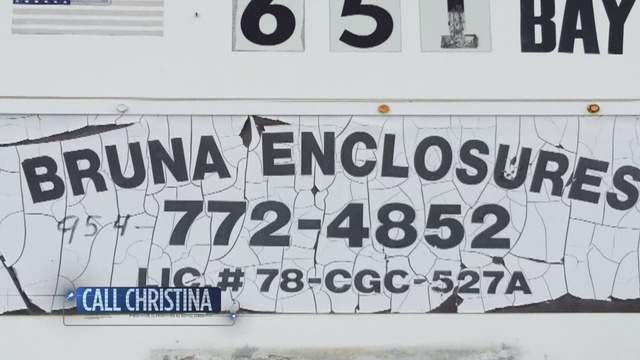 651 BAY
BRUNA ENCLOSURES
954- 772-4852
LIC. # 78-CGC-527A
CALL CHRISTINA